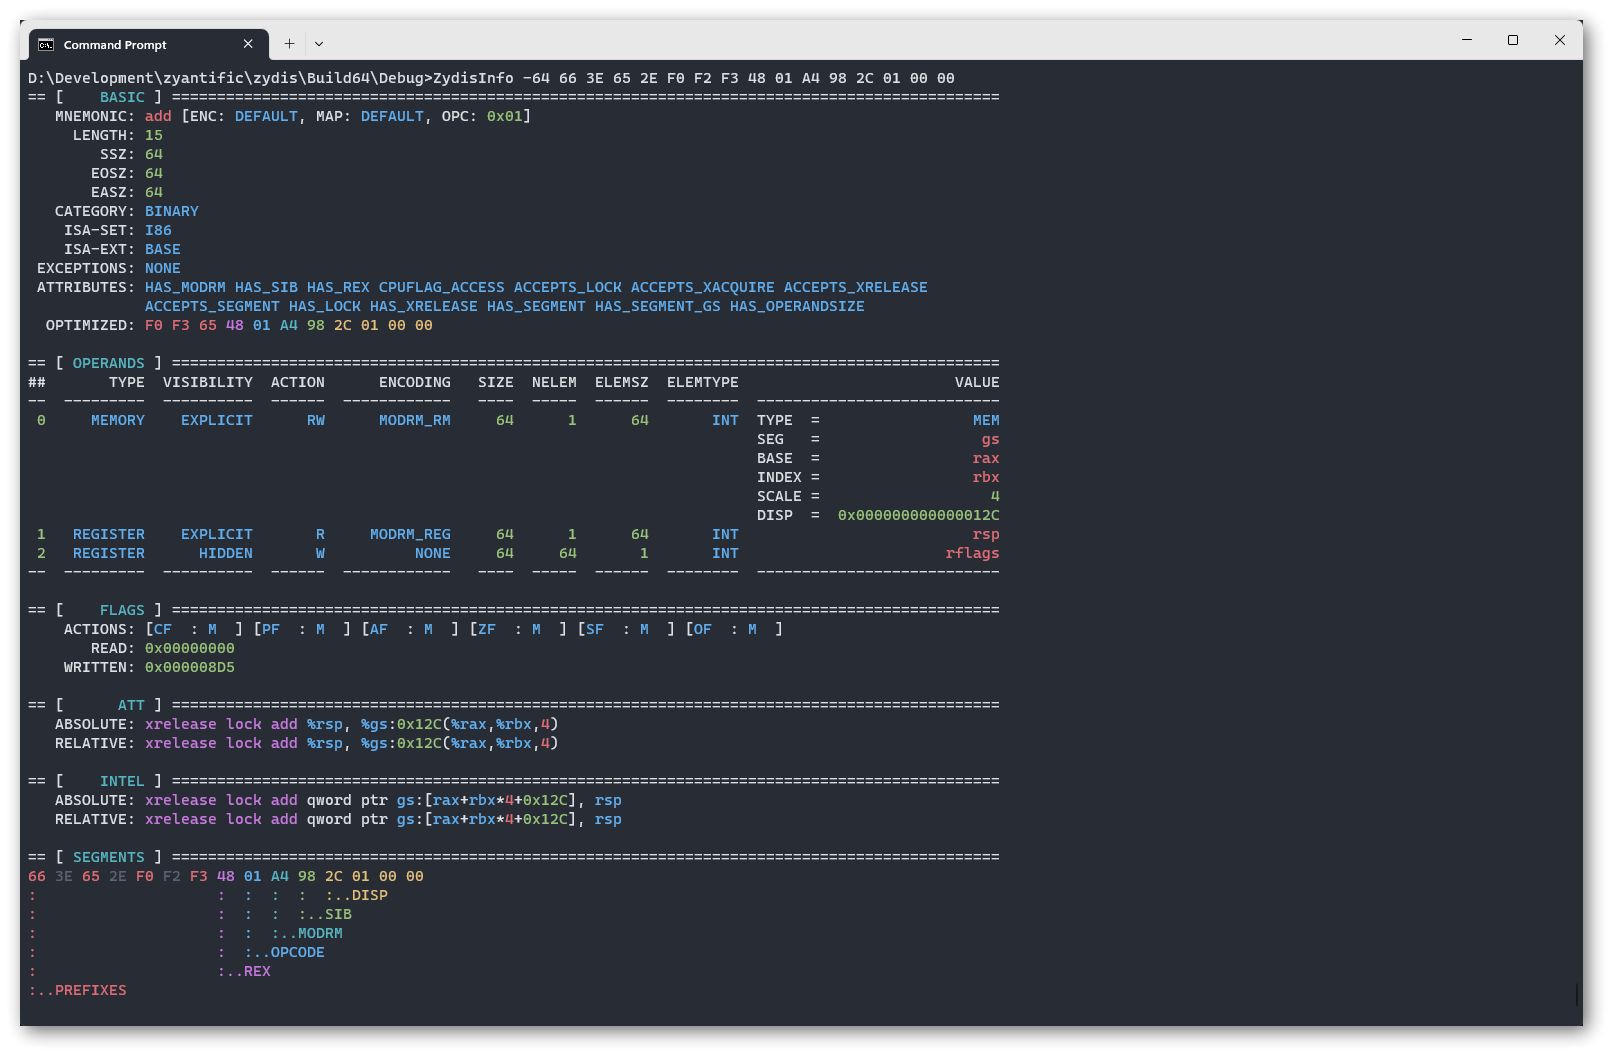 Command Prompt
D:\Development\zyantific\zydis\Build64\Debug>ZydisInfo -64 66 3E 65 2E F0 F2 F3 48 01 A4 98 2C 01 00 00
== [    BASIC ] ============================================================================================
   MNEMONIC: add [ENC: DEFAULT, MAP: DEFAULT, OPC: 0x01]
     LENGTH: 15
        SSZ: 64
       EOSZ: 64
       EASZ: 64
   CATEGORY: BINARY
    ISA-SET: I86
    ISA-EXT: BASE
 EXCEPTIONS: NONE
 ATTRIBUTES: HAS_MODRM HAS_SIB HAS_REX CPUFLAG_ACCESS ACCEPTS_LOCK ACCEPTS_XACQUIRE ACCEPTS_XRELEASE
             ACCEPTS_SEGMENT HAS_LOCK HAS_XRELEASE HAS_SEGMENT HAS_SEGMENT_GS HAS_OPERANDSIZE
  OPTIMIZED: F0 F3 65 48 01 A4 98 2C 01 00 00
== [ OPERANDS ] ============================================================================================
##       TYPE  VISIBILITY  ACTION      ENCODING   SIZE  NELEM  ELEMSZ  ELEMTYPE                        VALUE
--  ---------  ----------  ------  ------------   ----  -----  ------  --------  ---------------------------
 0     MEMORY    EXPLICIT      RW     MODRM_RM     64      1      64       INT  TYPE  =                 MEM
SEG   =                  gs
BASE  =                 rax
INDEX =                 rbx
SCALE =                   4
DISP  =  0x000000000000012C
 1   REGISTER    EXPLICIT       R    MODRM_REG     64      1      64       INT                          rsp
 2   REGISTER      HIDDEN       W         NONE     64     64       1       INT                       rflags
--  ---------  ----------  ------  ------------   ----  -----  ------  --------  ---------------------------
== [    FLAGS ] ============================================================================================
    ACTIONS: [CF  : M  ] [PF  : M  ] [AF  : M  ] [ZF  : M  ] [SF  : M  ] [OF  : M  ]
       READ: 0x00000000
    WRITTEN: 0x000008D5
== [      ATT ] ============================================================================================
   ABSOLUTE: xrelease lock add %rsp, %gs:0x12C(%rax,%rbx,4)
   RELATIVE: xrelease lock add %rsp, %gs:0x12C(%rax,%rbx,4)
== [    INTEL ] ============================================================================================
   ABSOLUTE: xrelease lock add qword ptr gs:[rax+rbx*4+0x12C], rsp
   RELATIVE: xrelease lock add qword ptr gs:[rax+rbx*4+0x12C], rsp
== [ SEGMENTS ] ============================================================================================
66 3E 65 2E F0 F2 F3 48 01 A4 98 2C 01 00 00
:                    :  :  :  :  :..DISP
:                    :  :  :  :..SIB
:                    :  :  :..MODRM
:                    :  :..OPCODE
:                    :..REX
:..PREFIXES